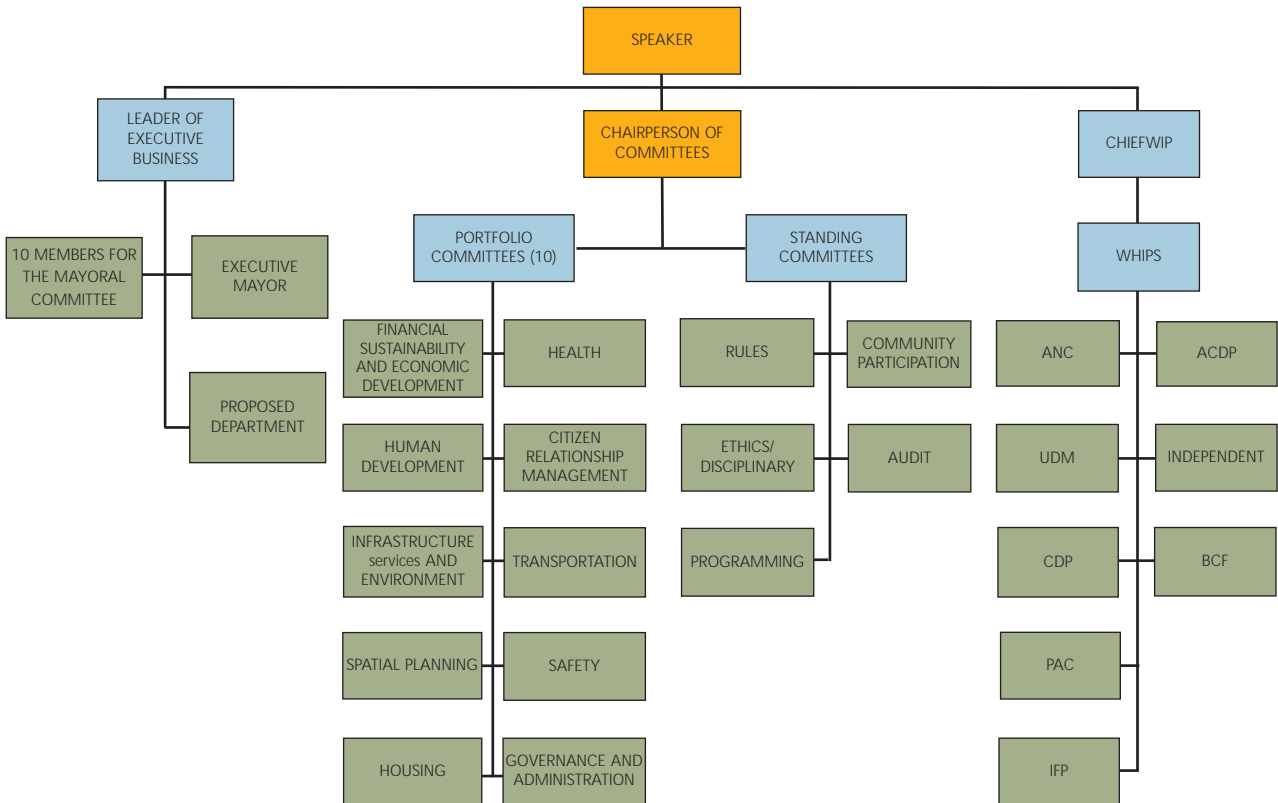 SPEAKER
LEADER OF
EXECUTIVE
BUSINESS
CHAIRPERSON OF
COMMITTEES
CHIEFWIP
10 MEMBERS FOR
THE MAYORAL
COMMITTEE
EXECUTIVE
MAYOR
PROPOSED
DEPARTMENT
PORTFOLIO
COMMITTEES (10)
STANDING
COMMITTEES
WHIPS
FINANCIAL
SUSTAINABILITY
AND ECONOMIC
DEVELOPMENT
HEALTH
HUMAN
DEVELOPMENT
CITIZEN
RELATIONSHIP
MANAGEMENT
INFRASTRUCTURE
services AND
ENVIRONMENT
TRANSPORTATION
SPATIAL PLANNING
SAFETY
HOUSING
GOVERNANCE AND
ADMINISTRATION
RULES
COMMUNITY
PARTICIPATION
ETHICS/
DISCIPLINARY
AUDIT
PROGRAMMING
ANC
ACDP
UDM
INDEPENDENT
CDP
BCF
PAC
IFP